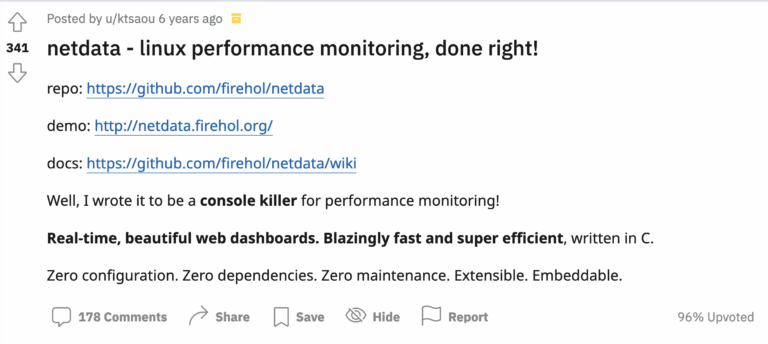 Posted by u/ktsaou 6 years ago
341
netdata - linux performance monitoring, done right!
repo: https://github.com/firehol/netdata
demo: http://netdata.firehol.org/
docs: https://github.com/firehol/netdata/wiki
Well, I wrote it to be a console killer for performance monitoring!
Real-time, beautiful web dashboards. Blazingly fast and super efficient, written in C.
Zero configuration. Zero dependencies. Zero maintenance. Extensible. Embeddable.
178 Comments Share Save Hide Report 96% Upvoted